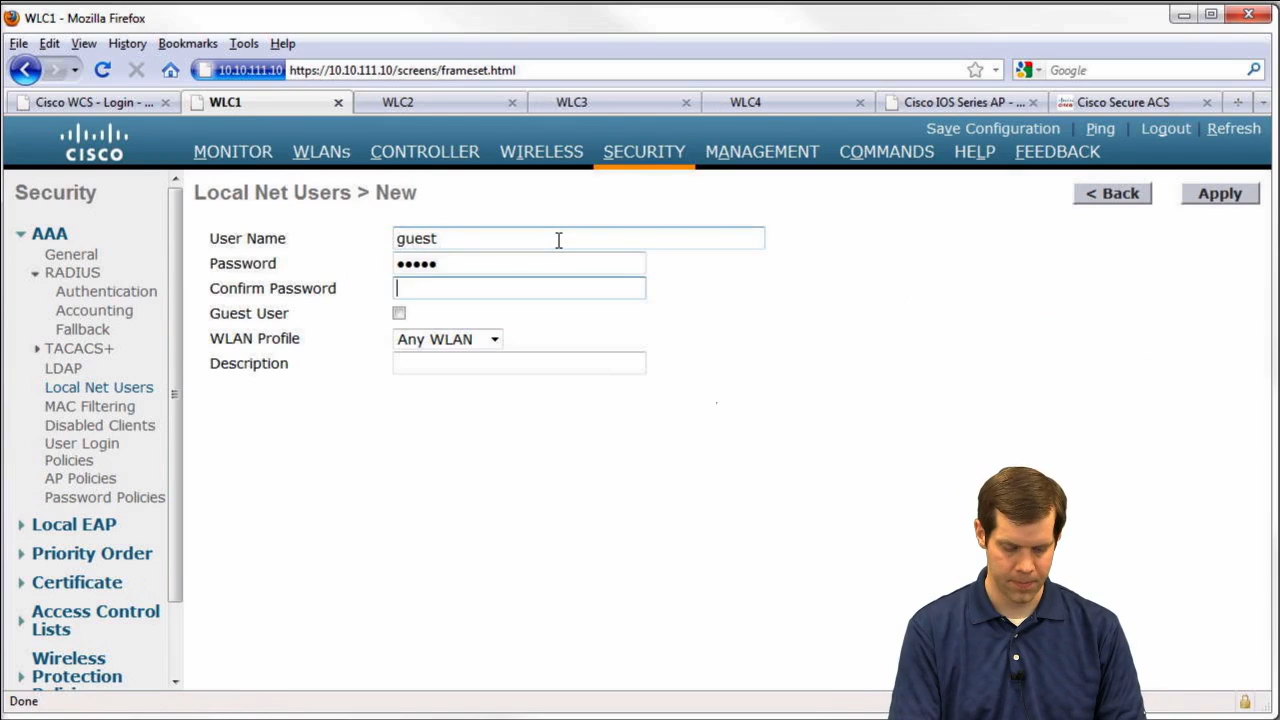 WLC1 - Mozilla Firefox
File Edit View History Bookmarks Tools Help
10.10.111.10 https://10.10.111.10/screens/frameset.html Google
Cisco WCS - Login - ... WLC1 WLC2 WLC3 WLC4 Cisco IOS Series AP - ... Cisco Secure ACS
Save Configuration Ping Logout Refresh
CISCO MONITOR WLANs CONTROLLER WIRELESS SECURITY MANAGEMENT COMMANDS HELP FEEDBACK
Security
AAA
General
RADIUS
Authentication
Accounting
Fallback
TACACS+
LDAP
Local Net Users
MAC Filtering
Disabled Clients
User Login
Policies
AP Policies
Password Policies
Local EAP
Priority Order
Certificate
Access Control
Lists
Wireless
Protection
Local Net Users > New
< Back Apply
User Name guest
Password •••••
Confirm Password
Guest User
WLAN Profile Any WLAN
Description
Done